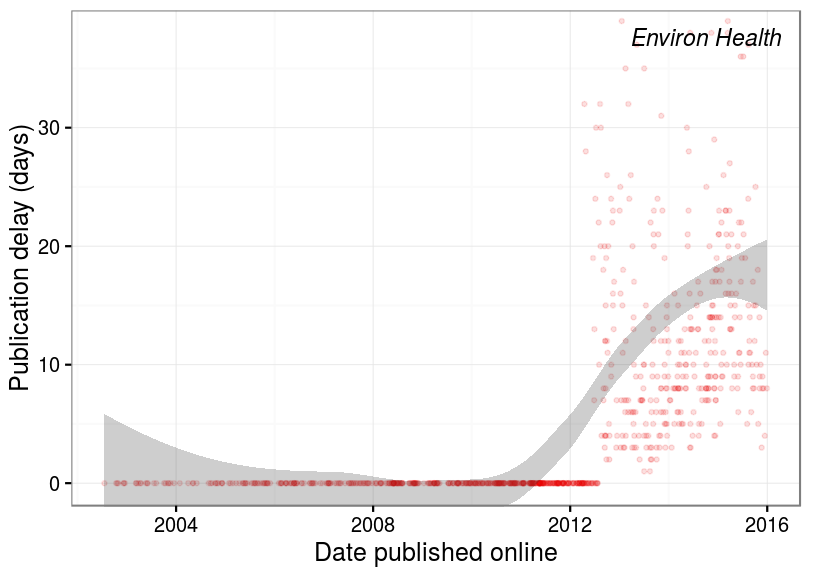 Environ Health
Publication delay (days)
30
20
10
0
2004
2008
2012
2016
Date published online